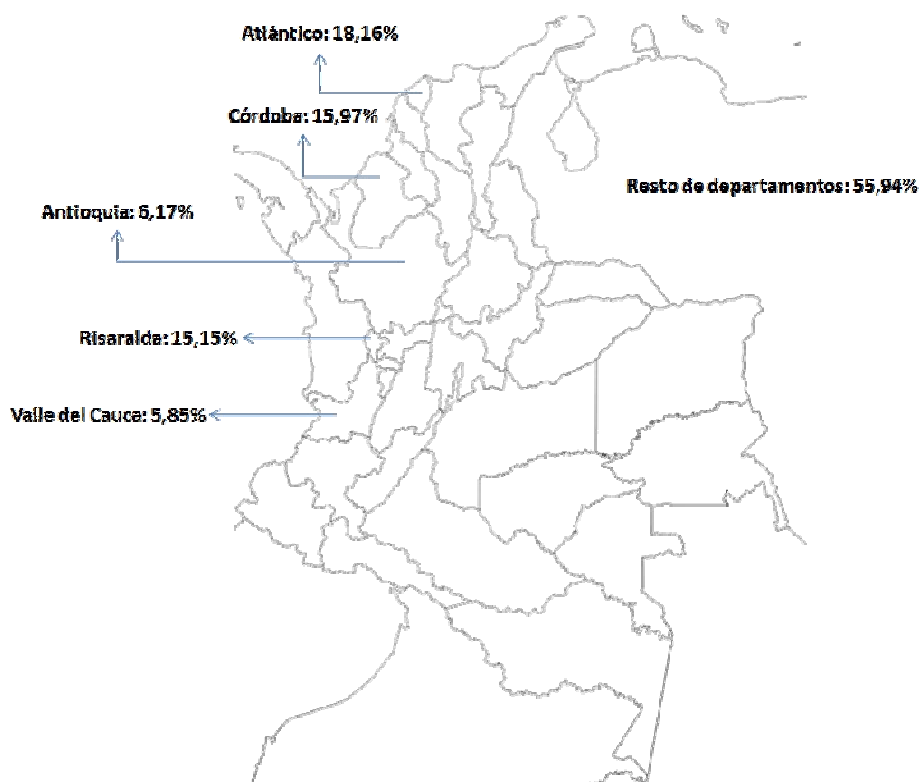 Atlántico: 18,16%
Córdoba: 15,97%
Resto de departamentos: 55,94%
Antioquia: 6,17%
Risaralda: 15,15%
Valle del Cauca: 5,85%